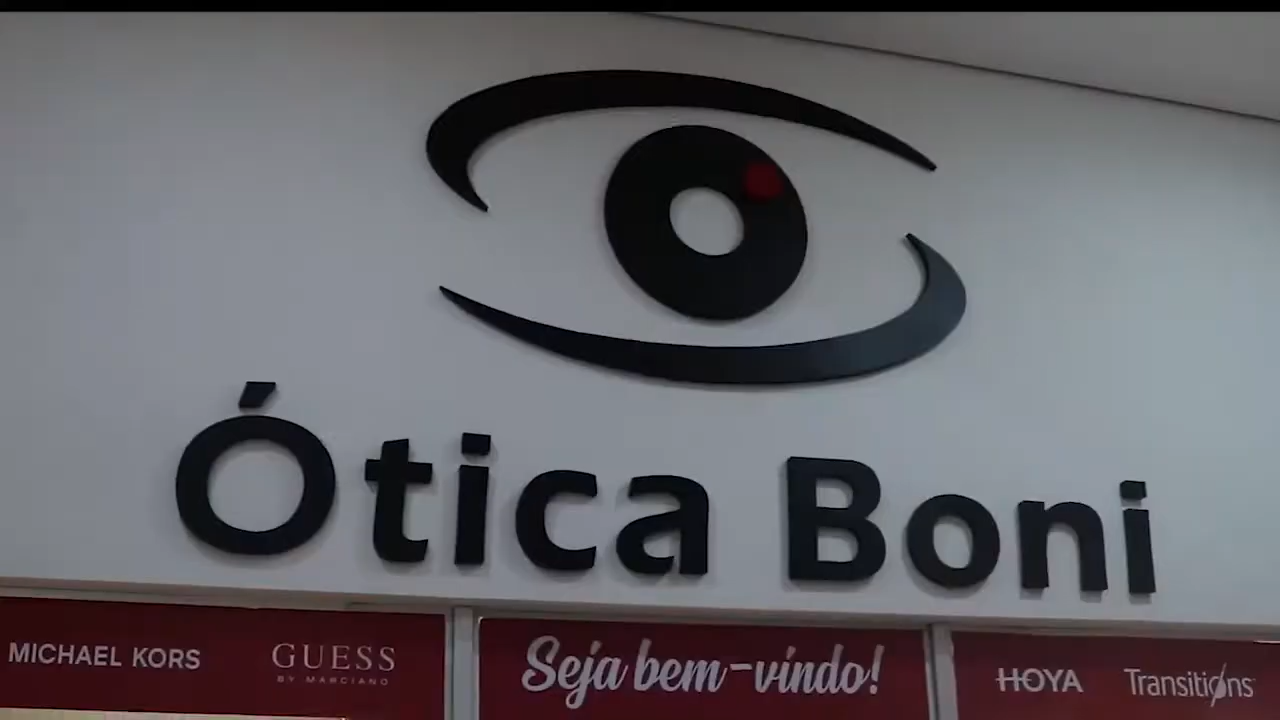 Ótica Boni
MICHAEL KORS
GUESS
BY MARCIANO
Seja bem-vindo!
HOYA
Transitions